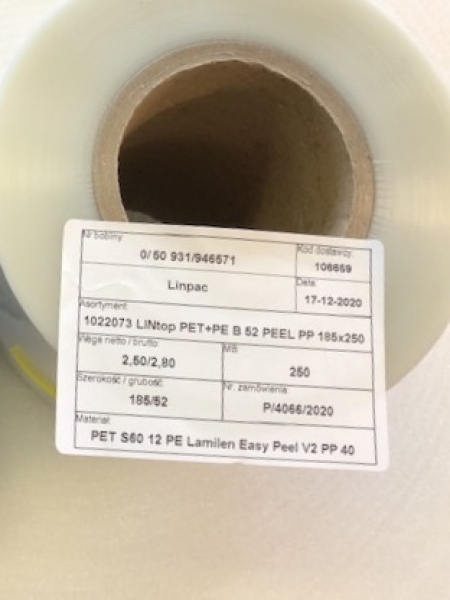 Nr bobiny:
0/50 931/946571
Kod dostawcy:
106659
Linpac
Data:
17-12-2020
Asortyment:
1022073 LINtop PET+PE B 52 PEEL PP 185x250
Waga netto / brutto:
2,50/2,80
MB
250
Szerokość / grubość:
185/52
Nr. zamówienia:
P/4066/2020
Materiał:
PET S60 12 PE Lamilen Easy Peel V2 PP 40